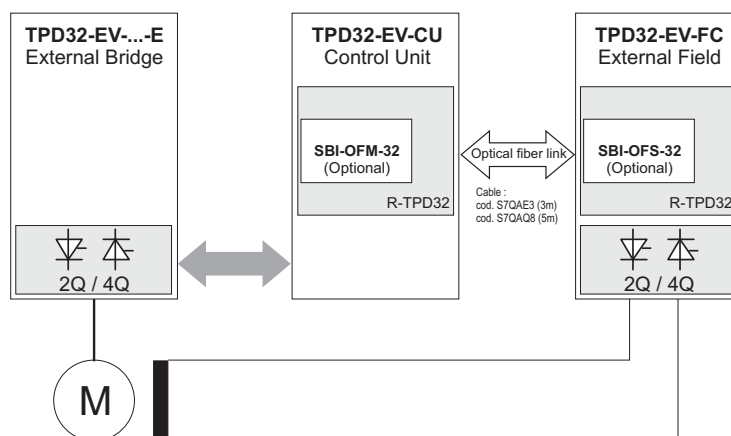 TPD32-EV-...-E
External Bridge
2Q / 4Q
M
TPD32-EV-CU
Control Unit
SBI-OFM-32
(Optional)
R-TPD32
Optical fiber link
Cable :
cod. S7QAE3 (3m)
cod. S7QAQ8 (5m)
TPD32-EV-FC
External Field
SBI-OFS-32
(Optional)
R-TPD32
2Q / 4Q